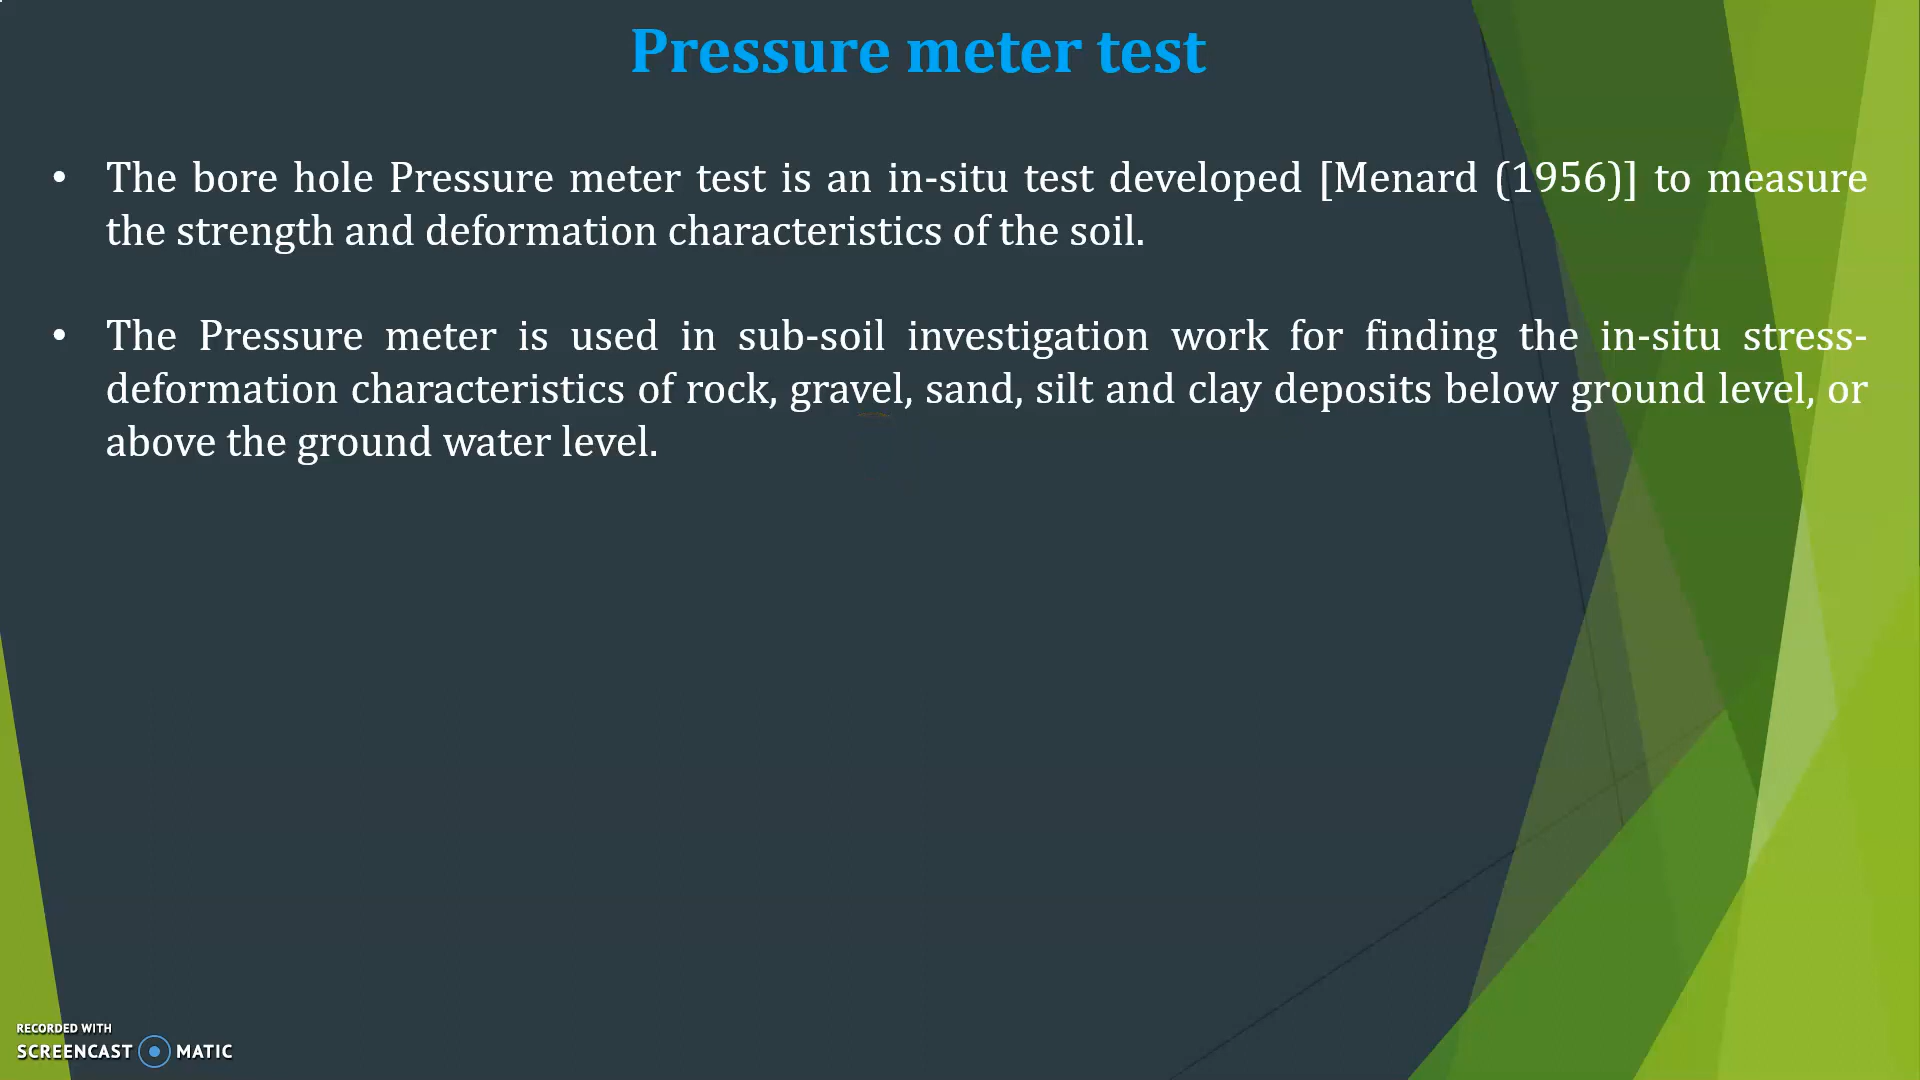 Pressure meter test
• The bore hole Pressure meter test is an in-situ test developed [Menard (1956)] to measure
the strength and deformation characteristics of the soil.
• The Pressure meter is used in sub-soil investigation work for finding the in-situ stress-
deformation characteristics of rock, gravel, sand, silt and clay deposits below ground level, or
above the ground water level.
RECORDED WITH
SCREENCAST MATIC